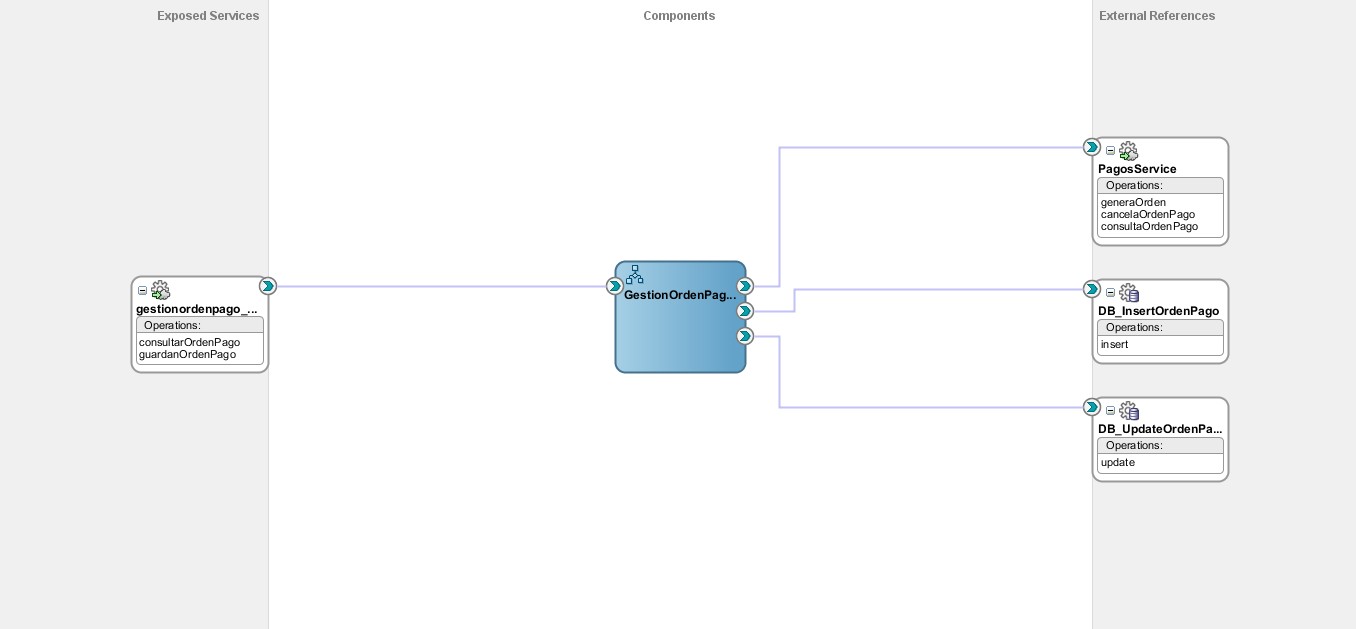 Exposed Services
Components
External References
gestionordenpago_...
Operations:
consultarOrdenPago
guardanOrdenPago
GestionOrdenPag...
PagosService
Operations:
generaOrden
cancelaOrdenPago
consultaOrdenPago
DB_InsertOrdenPago
Operations:
insert
DB_UpdateOrdenPa...
Operations:
update